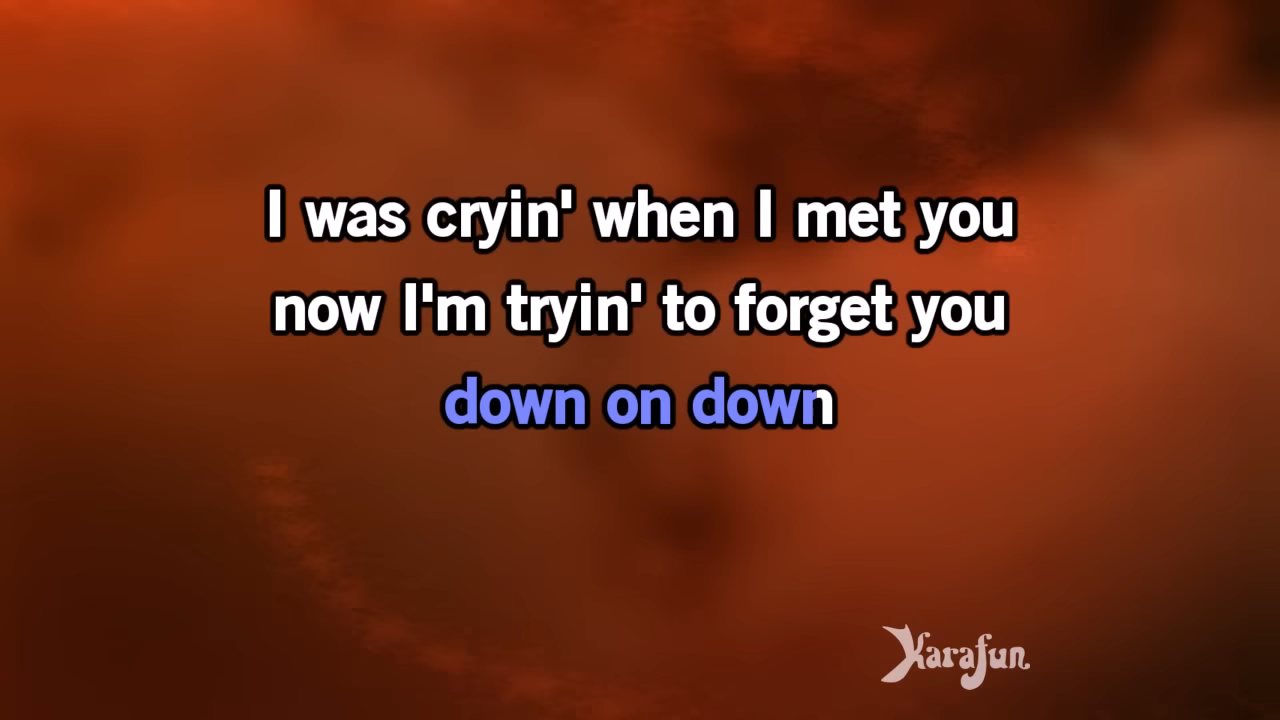 I was cryin' when I met you
now I'm tryin' to forget you
down on down
Karafun